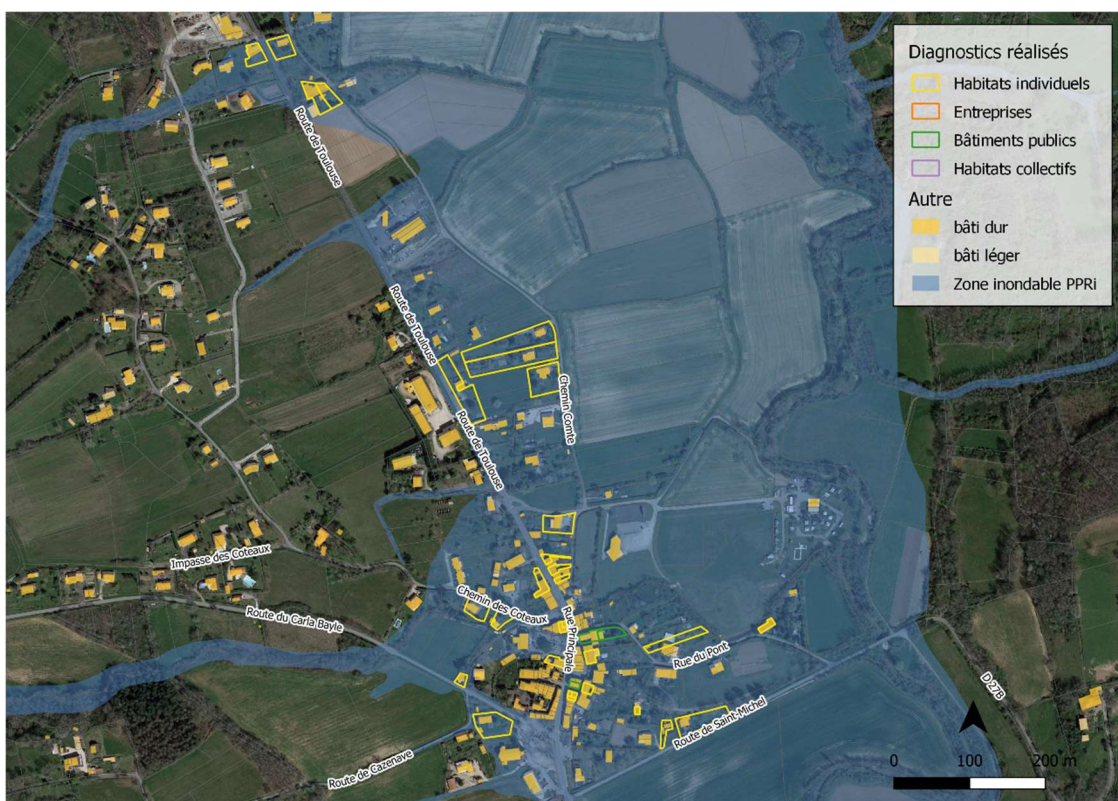 Diagnostics réalisés
Habitats individuels
Entreprises
Bâtiments publics
Habitats collectifs
Autre
bâti dur
bâti léger
Zone inondable PPRi
Route de Toulouse
Route de Toulouse
Route de Toulouse
Chemin Comte
Impasse des Coteaux
Route du Carla Bayle
Chemin des Coteaux
Rue Principale
Rue du Pont
Route de Saint-Michel
Route de Cazenave
D 27B
0 100 200 m